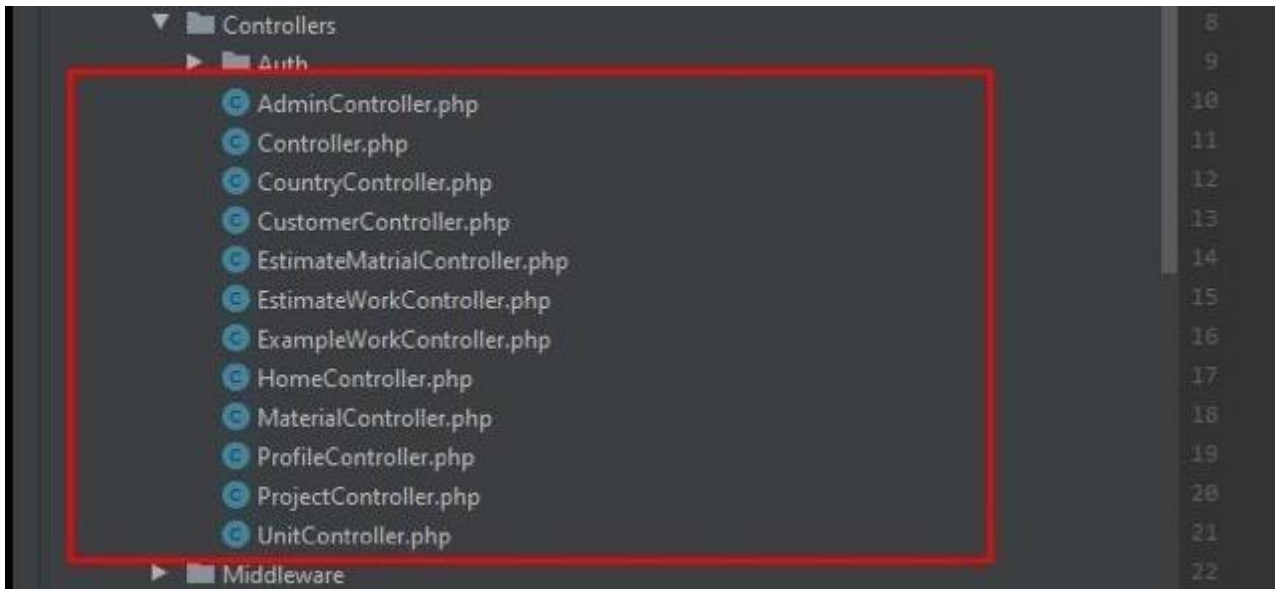 Controllers
Auth
AdminController.php
Controller.php
CountryController.php
CustomerController.php
EstimateMatrialController.php
EstimateWorkController.php
ExampleWorkController.php
HomeController.php
MaterialController.php
ProfileController.php
ProjectController.php
UnitController.php
Middleware
8
9
10
11
12
13
14
15
16
17
18
19
20
21
22